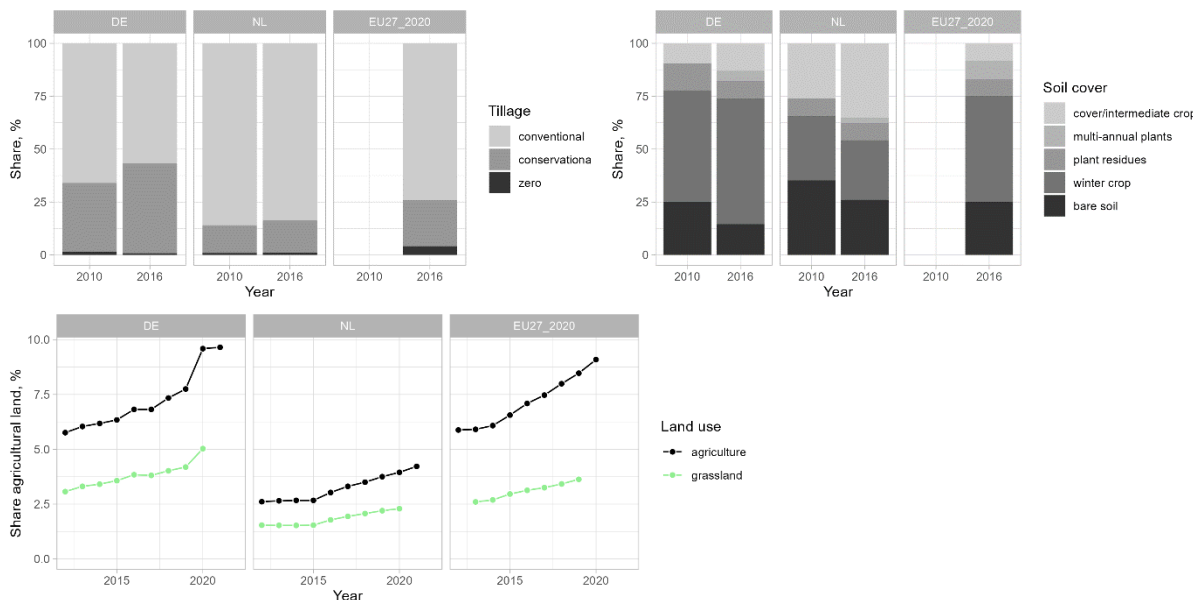 DE NL EU27_2020
100
75
50
25
0
Share, %
2010 2016 2010 2016 2010 2016
Year
Tillage
conventional
conservationa
zero
DE NL EU27_2020
100
75
50
25
0
Share, %
2010 2016 2010 2016 2010 2016
Year
Soil cover
cover/intermediate crop
multi-annual plants
plant residues
winter crop
bare soil
DE NL EU27_2020
10.0
7.5
5.0
2.5
0.0
Share agricultural land, %
2015 2020 2015 2020 2015 2020
Year
Land use
agriculture
grassland